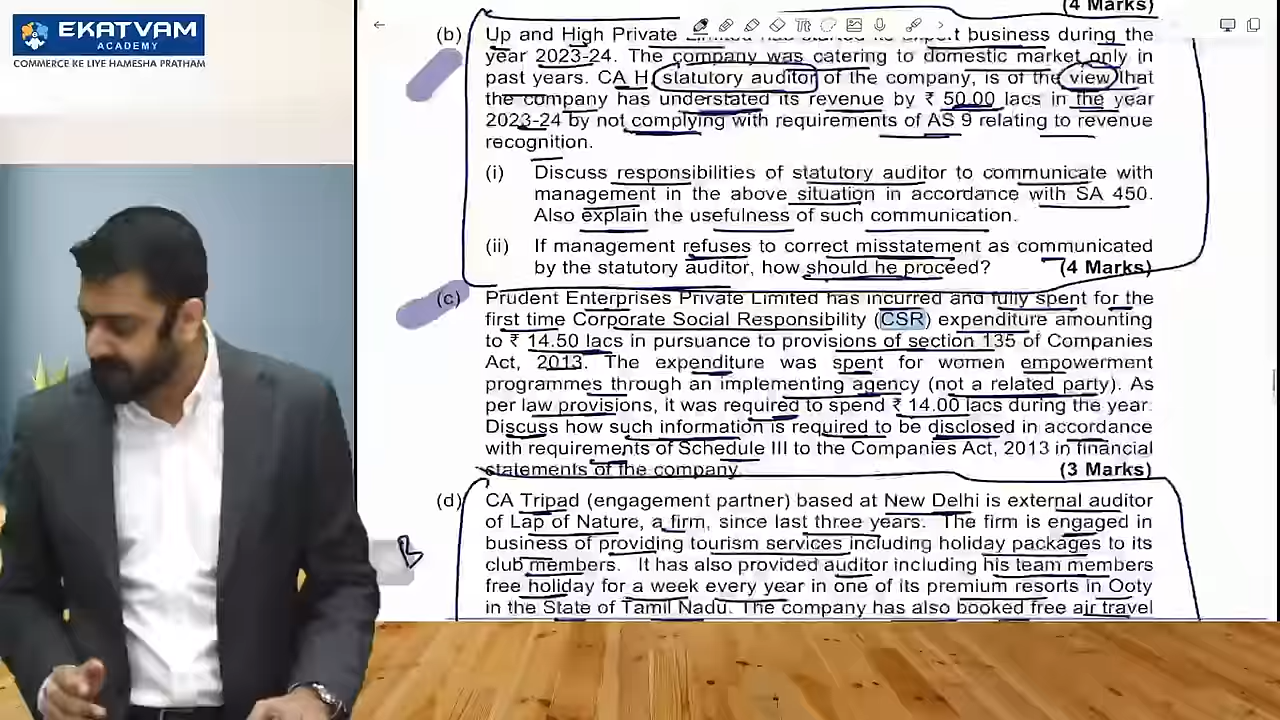 EKATVAM
ACADEMY
COMMERCE KE LIYE HAMESHA PRATHAM
(4 Marks)
(b) Up and High Private Limited has started its export business during the
year 2023-24. The company was catering to domestic market only in
past years. CA H statutory auditor of the company, is of the view that
the company has understated its revenue by ₹ 50.00 lacs in the year
2023-24 by not complying with requirements of AS 9 relating to revenue
recognition.
(i) Discuss responsibilities of statutory auditor to communicate with
management in the above situation in accordance with SA 450.
Also explain the usefulness of such communication.
(ii) If management refuses to correct misstatement as communicated
by the statutory auditor, how should he proceed? (4 Marks)
(c) Prudent Enterprises Private Limited has incurred and fully spent for the
first time Corporate Social Responsibility (CSR) expenditure amounting
to ₹ 14.50 lacs in pursuance to provisions of section 135 of Companies
Act, 2013. The expenditure was spent for women empowerment
programmes through an implementing agency (not a related party). As
per law provisions, it was required to spend ₹ 14.00 lacs during the year.
Discuss how such information is required to be disclosed in accordance
with requirements of Schedule III to the Companies Act, 2013 in financial
statements of the company. (3 Marks)
(d) CA Tripad (engagement partner) based at New Delhi is external auditor
of Lap of Nature, a firm, since last three years. The firm is engaged in
business of providing tourism services including holiday packages to its
club members. It has also provided auditor including his team members
free holiday for a week every year in one of its premium resorts in Ooty
in the State of Tamil Nadu. The company has also booked free air travel